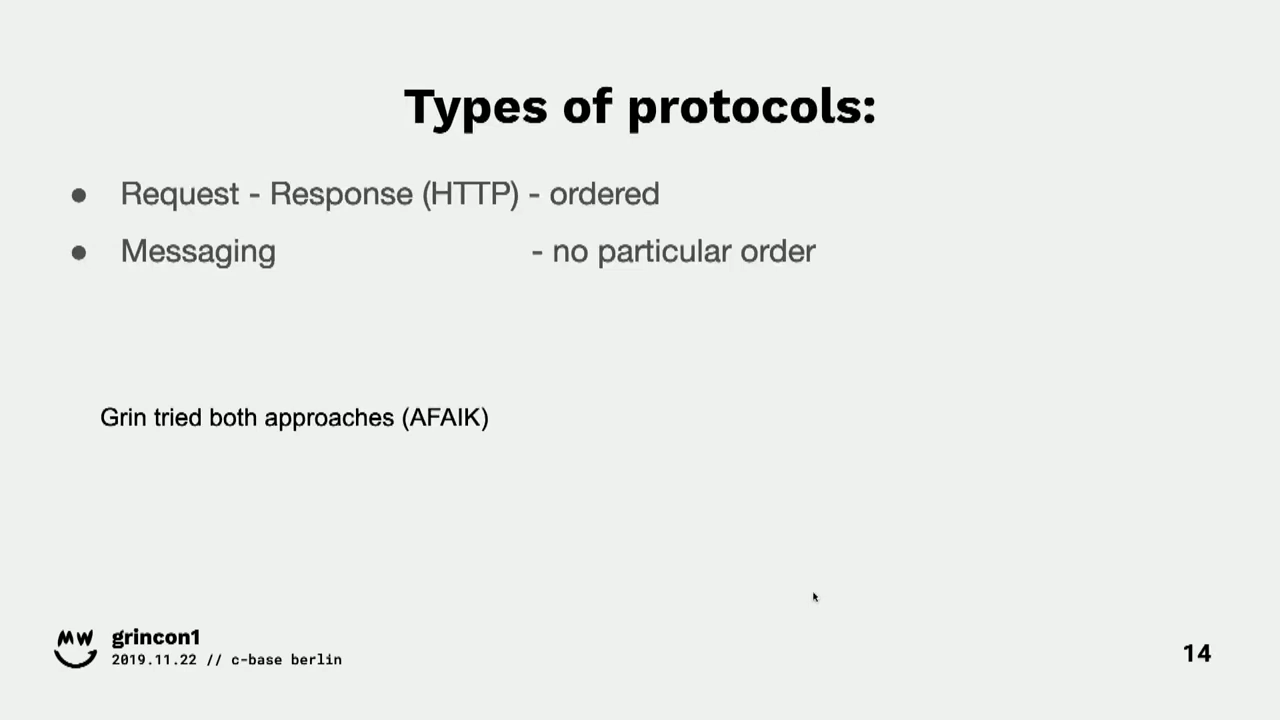 Types of protocols:
● Request - Response (HTTP) - ordered
● Messaging - no particular order
Grin tried both approaches (AFAIK)
MW grincon1
2019.11.22 // c-base berlin
14